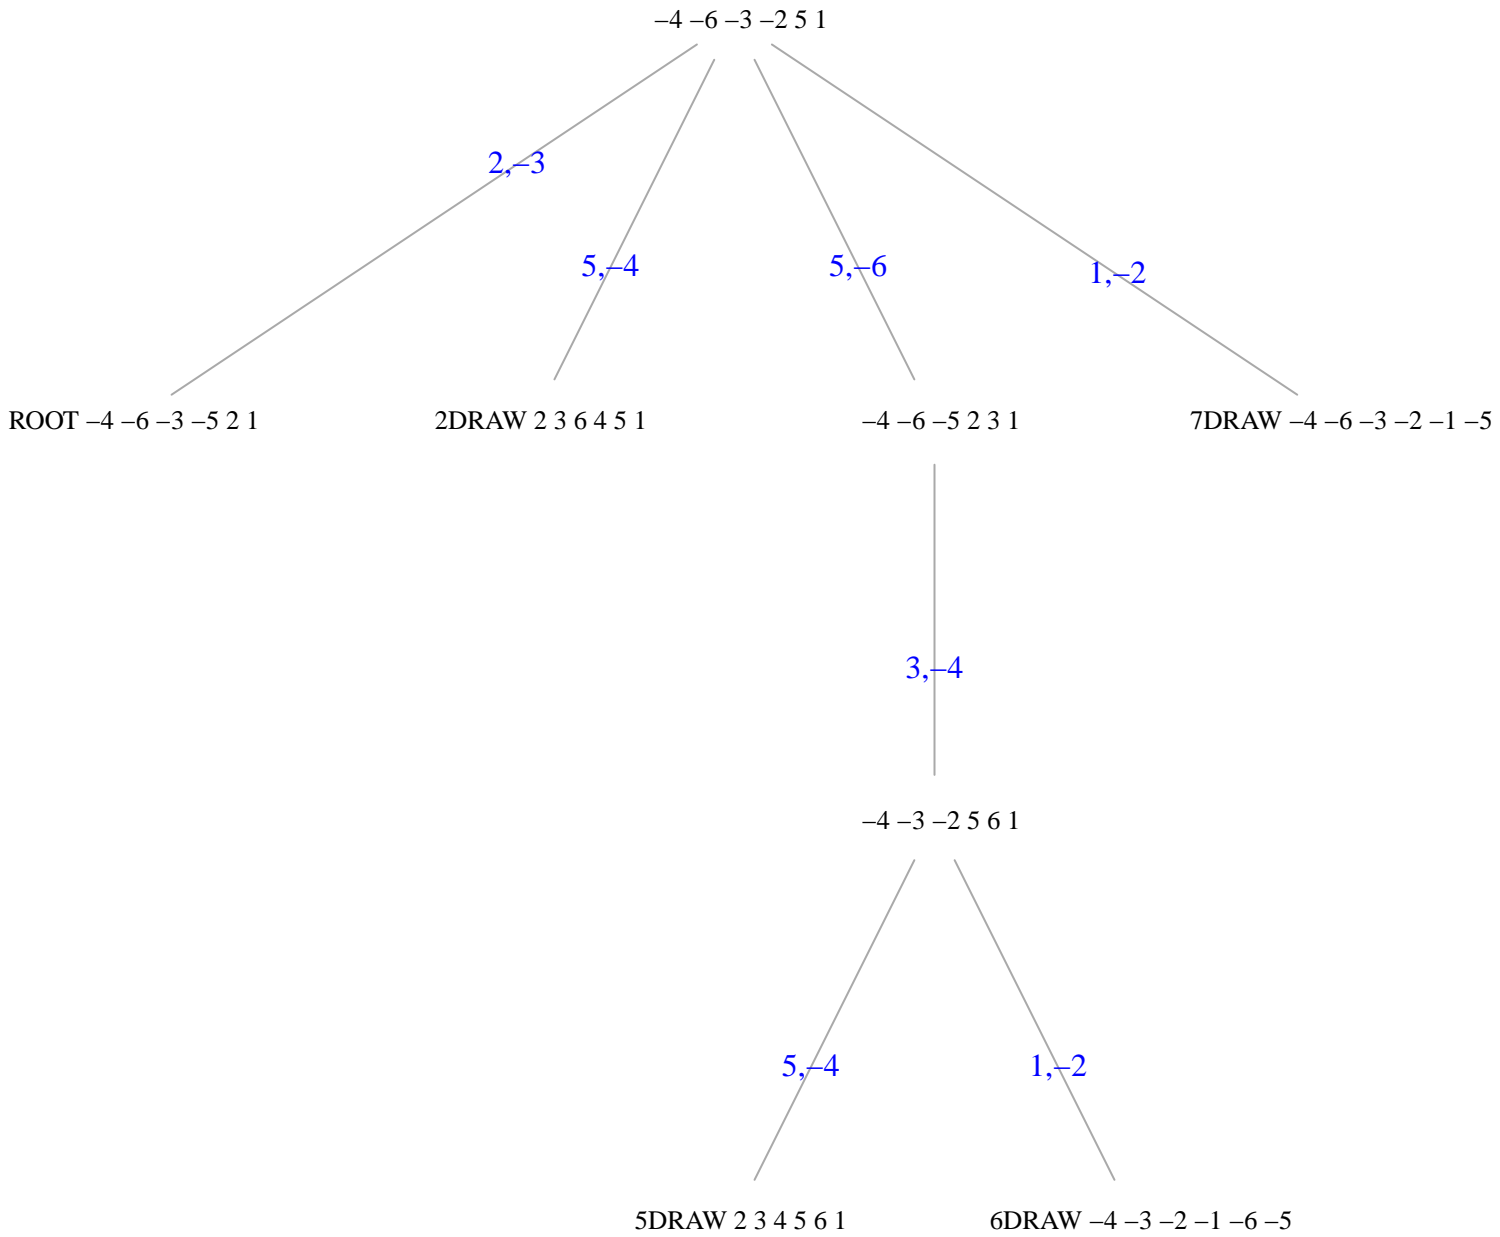 –4 –6 –3 –2 5 1
2,–3
5,–4
5,–6
1,–2
ROOT –4 –6 –3 –5 2 1
2DRAW 2 3 6 4 5 1
–4 –6 –5 2 3 1
7DRAW –4 –6 –3 –2 –1 –5
3,–4
–4 –3 –2 5 6 1
5,–4
1,–2
5DRAW 2 3 4 5 6 1
6DRAW –4 –3 –2 –1 –6 –5